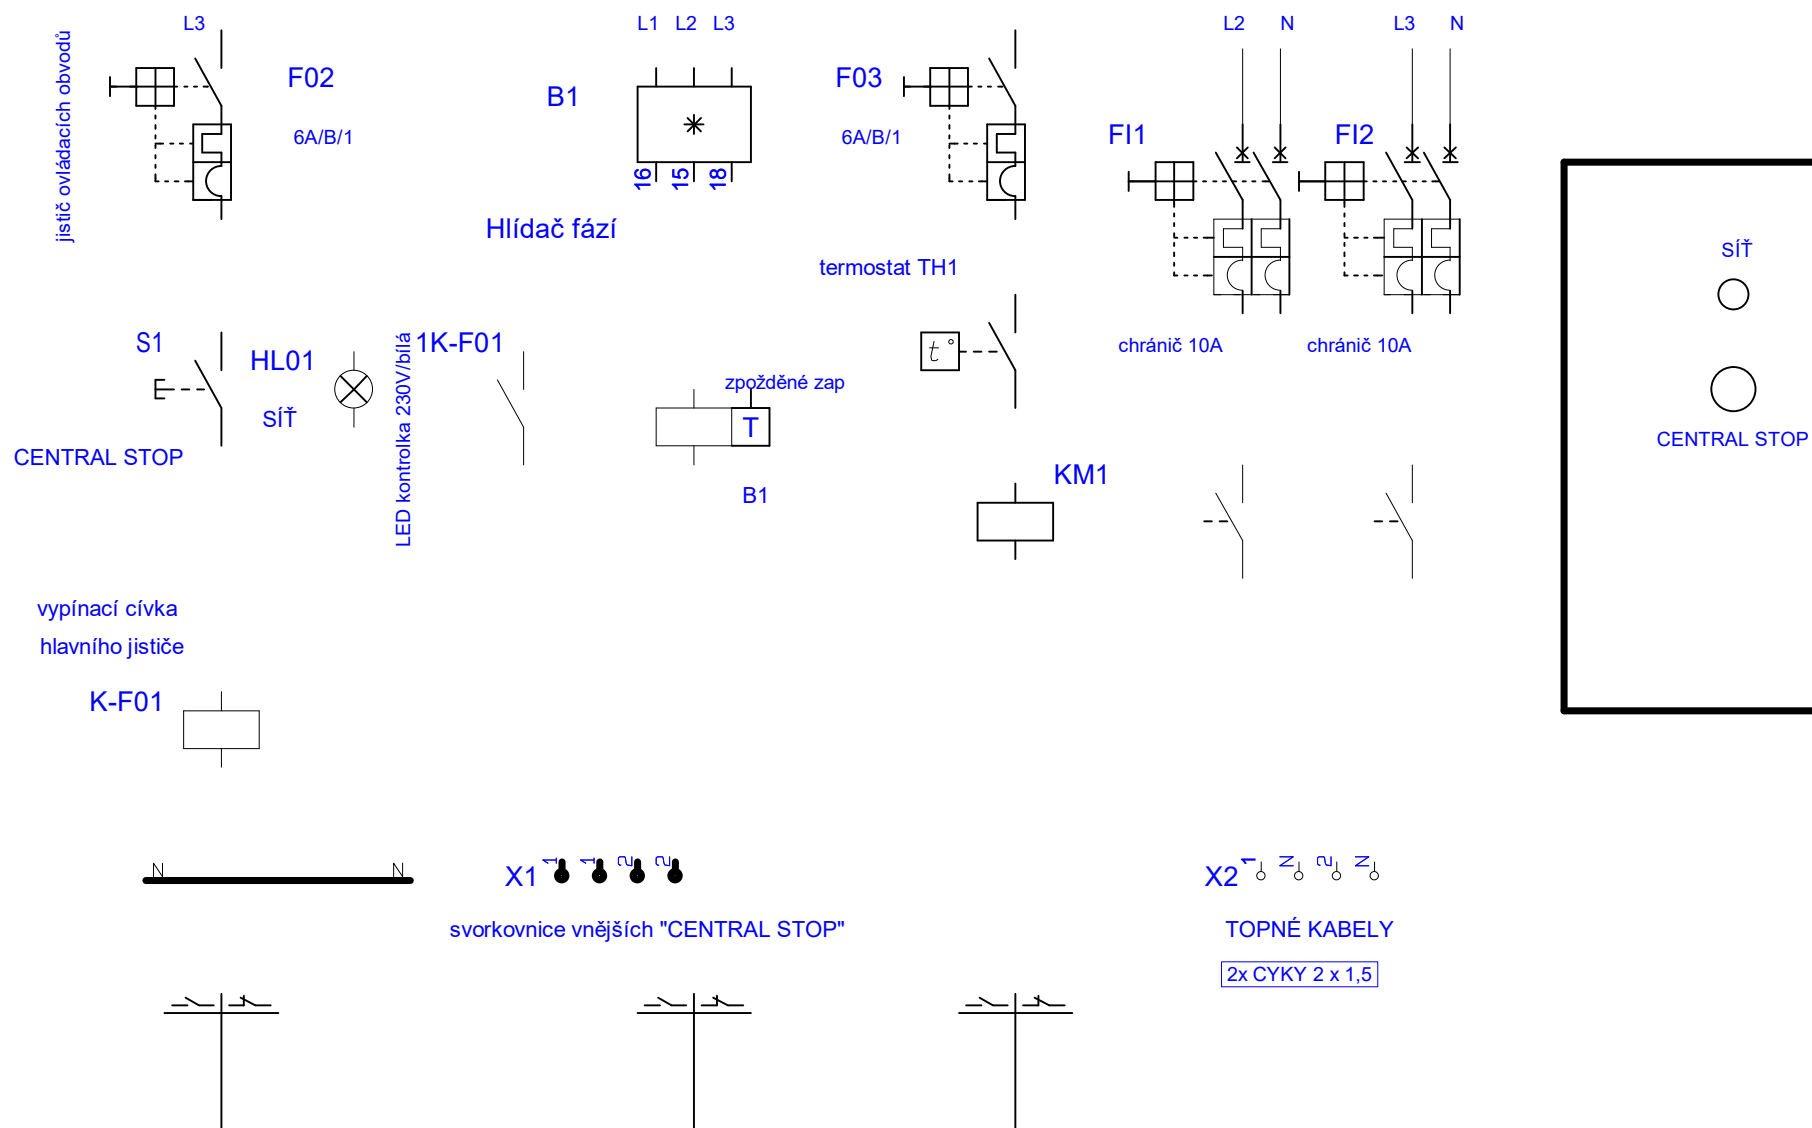 L3
L1 L2 L3
L2 N
L3 N
jistič ovládacích obvodů
F02
6A/B/1
B1
16 15 18
Hlídač fází
F03
6A/B/1
FI1
FI2
termostat TH1
t°
chránič 10A
chránič 10A
SÍŤ
CENTRAL STOP
S1
CENTRAL STOP
HL01
SÍŤ
LED kontrolka 230V/bílá
1K-F01
zpožděné zap
T
B1
KM1
vypínací cívka
hlavního jističe
K-F01
N N
X1 1 1 2 2
svorkovnice vnějších "CENTRAL STOP"
X2 1 N 2 N
TOPNÉ KABELY
2x CYKY 2 x 1,5